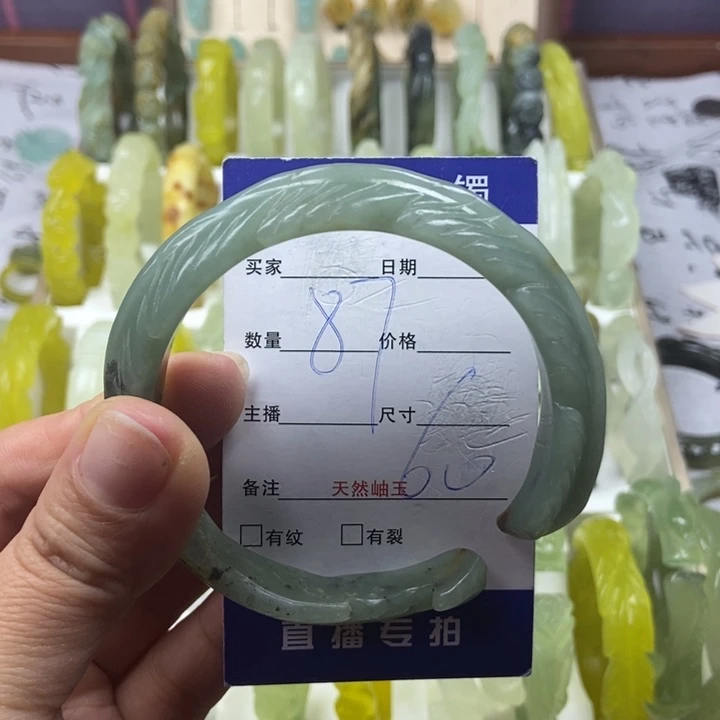 镯
买家 日期
87
数量 价格
主播 尺寸
60
备注 天然岫玉
有纹 有裂
直播专拍